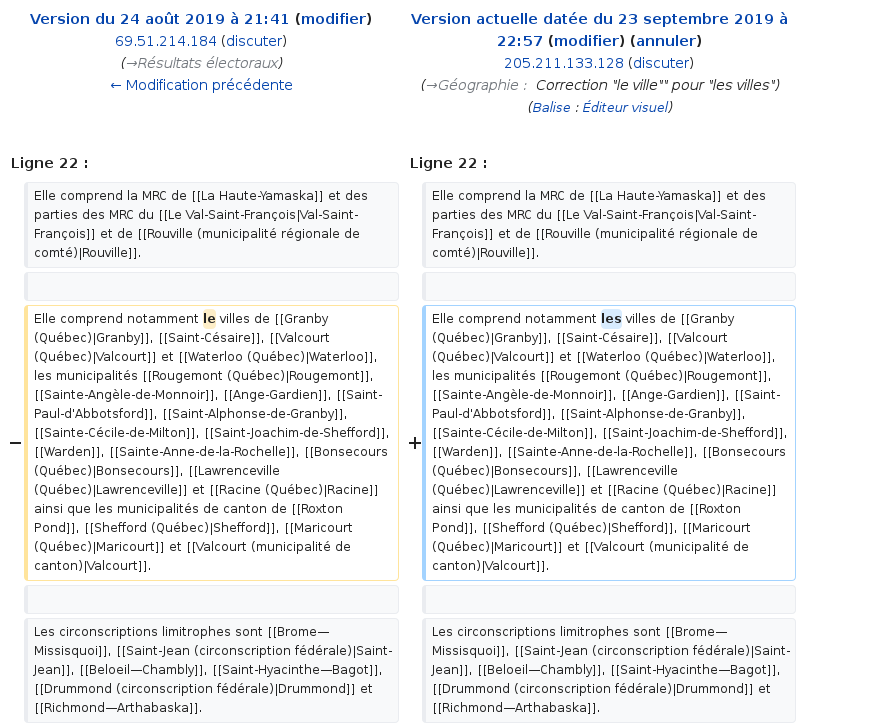 Version du 24 août 2019 à 21:41 (modifier)
69.51.214.184 (discuter)
(→Résultats électoraux)
← Modification précédente
Version actuelle datée du 23 septembre 2019 à
22:57 (modifier) (annuler)
205.211.133.128 (discuter)
(→Géographie :  Correction "le ville"" pour "les villes")
(Balise : Éditeur visuel)
Ligne 22 :
Ligne 22 :
Elle comprend la MRC de [[La Haute-Yamaska]] et des
parties des MRC du [[Le Val-Saint-François|Val-Saint-
François]] et de [[Rouville (municipalité régionale de
comté)|Rouville]].
Elle comprend la MRC de [[La Haute-Yamaska]] et des
parties des MRC du [[Le Val-Saint-François|Val-Saint-
François]] et de [[Rouville (municipalité régionale de
comté)|Rouville]].
−
Elle comprend notamment le villes de [[Granby
(Québec)|Granby]], [[Saint-Césaire]], [[Valcourt
(Québec)|Valcourt]] et [[Waterloo (Québec)|Waterloo]],
les municipalités [[Rougemont (Québec)|Rougemont]],
[[Sainte-Angèle-de-Monnoir]], [[Ange-Gardien]], [[Saint-
Paul-d'Abbotsford]], [[Saint-Alphonse-de-Granby]],
[[Sainte-Cécile-de-Milton]], [[Saint-Joachim-de-Shefford]],
[[Warden]], [[Sainte-Anne-de-la-Rochelle]], [[Bonsecours
(Québec)|Bonsecours]], [[Lawrenceville
(Québec)|Lawrenceville]] et [[Racine (Québec)|Racine]]
ainsi que les municipalités de canton de [[Roxton
Pond]], [[Shefford (Québec)|Shefford]], [[Maricourt
(Québec)|Maricourt]] et [[Valcourt (municipalité de
canton)|Valcourt]].
+
Elle comprend notamment les villes de [[Granby
(Québec)|Granby]], [[Saint-Césaire]], [[Valcourt
(Québec)|Valcourt]] et [[Waterloo (Québec)|Waterloo]],
les municipalités [[Rougemont (Québec)|Rougemont]],
[[Sainte-Angèle-de-Monnoir]], [[Ange-Gardien]], [[Saint-
Paul-d'Abbotsford]], [[Saint-Alphonse-de-Granby]],
[[Sainte-Cécile-de-Milton]], [[Saint-Joachim-de-Shefford]],
[[Warden]], [[Sainte-Anne-de-la-Rochelle]], [[Bonsecours
(Québec)|Bonsecours]], [[Lawrenceville
(Québec)|Lawrenceville]] et [[Racine (Québec)|Racine]]
ainsi que les municipalités de canton de [[Roxton
Pond]], [[Shefford (Québec)|Shefford]], [[Maricourt
(Québec)|Maricourt]] et [[Valcourt (municipalité de
canton)|Valcourt]].
Les circonscriptions limitrophes sont [[Brome—
Missisquoi]], [[Saint-Jean (circonscription fédérale)|Saint-
Jean]], [[Beloeil—Chambly]], [[Saint-Hyacinthe—Bagot]],
[[Drummond (circonscription fédérale)|Drummond]] et
[[Richmond—Arthabaska]].
Les circonscriptions limitrophes sont [[Brome—
Missisquoi]], [[Saint-Jean (circonscription fédérale)|Saint-
Jean]], [[Beloeil—Chambly]], [[Saint-Hyacinthe—Bagot]],
[[Drummond (circonscription fédérale)|Drummond]] et
[[Richmond—Arthabaska]].